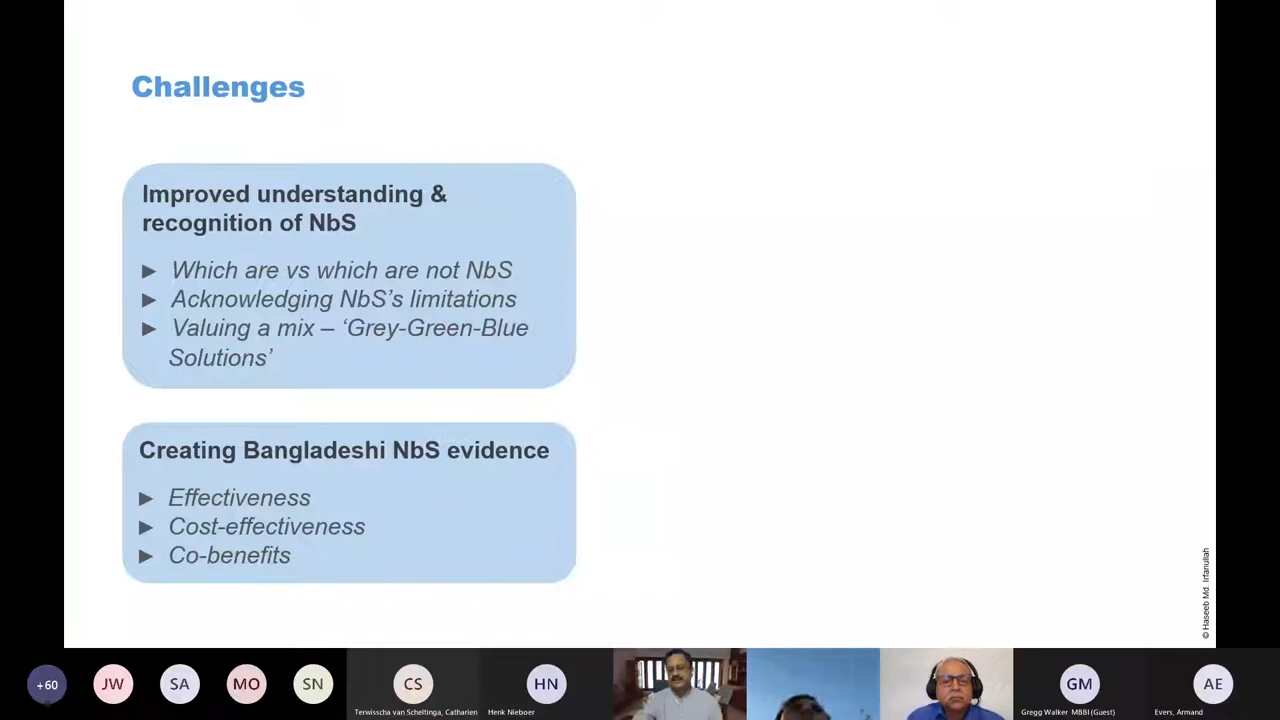 Challenges
Improved understanding &
recognition of NbS
► Which are vs which are not NbS
► Acknowledging NbS’s limitations
► Valuing a mix – ‘Grey-Green-Blue
Solutions’
Creating Bangladeshi NbS evidence
► Effectiveness
► Cost-effectiveness
► Co-benefits
© Haseeb Md. Irfanullah
+60
JW
SA
MO
SN
CS
Terwisscha van Scheltinga, Catharien
HN
Henk Nieboer
GM
Gregg Walker MBBI (Guest)
AE
Evers, Armand